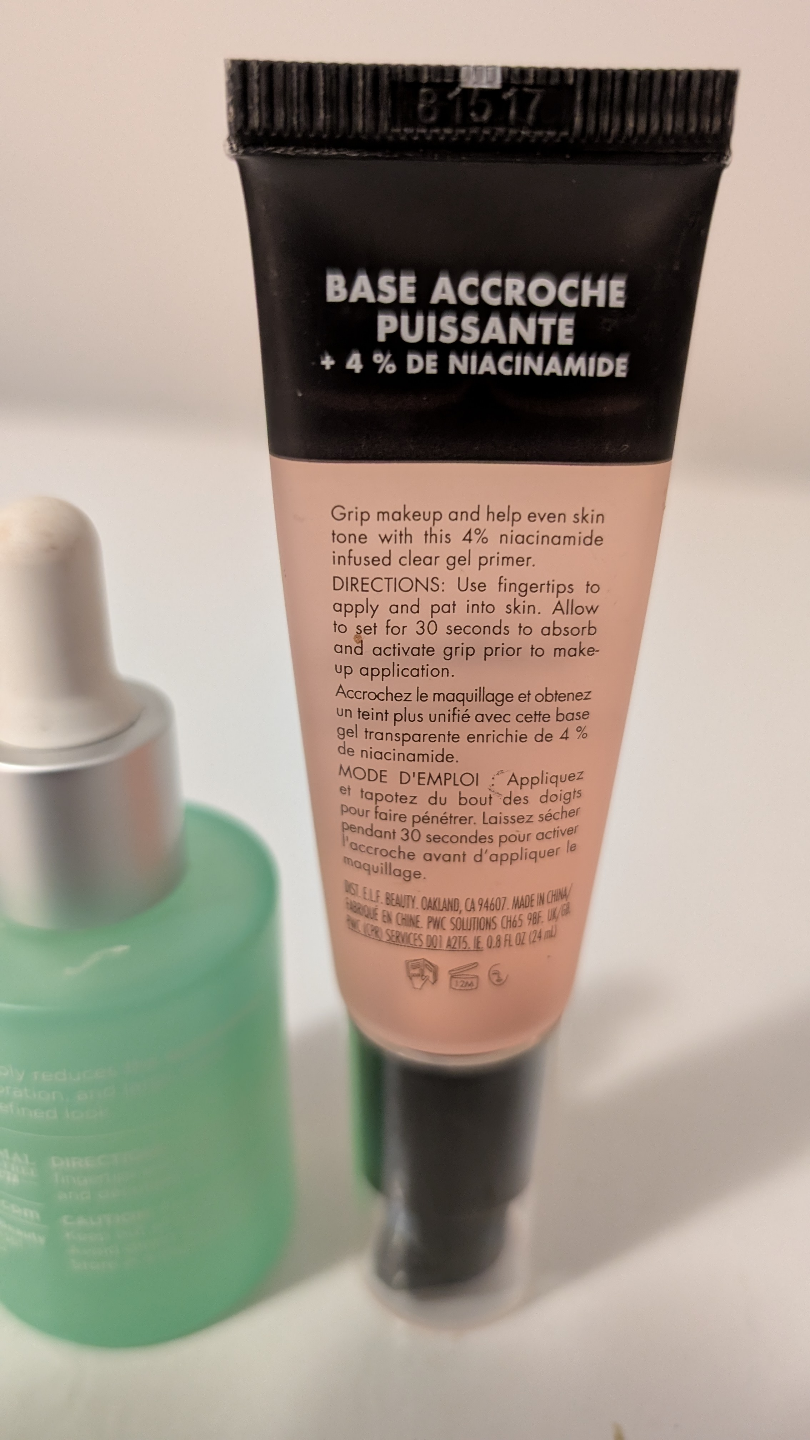 81517
BASE ACCROCHE
PUISSANTE
+ 4 % DE NIACINAMIDE
Grip makeup and help even skin
tone with this 4% niacinamide
infused clear gel primer.
DIRECTIONS: Use fingertips to
apply and pat into skin. Allow
to set for 30 seconds to absorb
and activate grip prior to make-
up application.
Accrochez le maquillage et obtenez
un teint plus unifié avec cette base
gel transparente enrichie de 4 %
de niacinamide.
MODE D'EMPLOI : Appliquez
et tapotez du bout des doigts
pour faire pénétrer. Laissez sécher
pendant 30 secondes pour activer
l'accroche avant d'appliquer le
maquillage.
DIST. E.L.F. BEAUTY. OAKLAND, CA 94607. MADE IN CHINA/
FABRIQUÉ EN CHINE. PWC SOLUTIONS CH65 9BF. UK/GB.
PWC (CPR) SERVICES D01 A2T5. IE. 0.8 FL OZ (24 mL)
12M
reduces
and
look.
DIRECTIONS
fingertips
and
.com
CAUTION